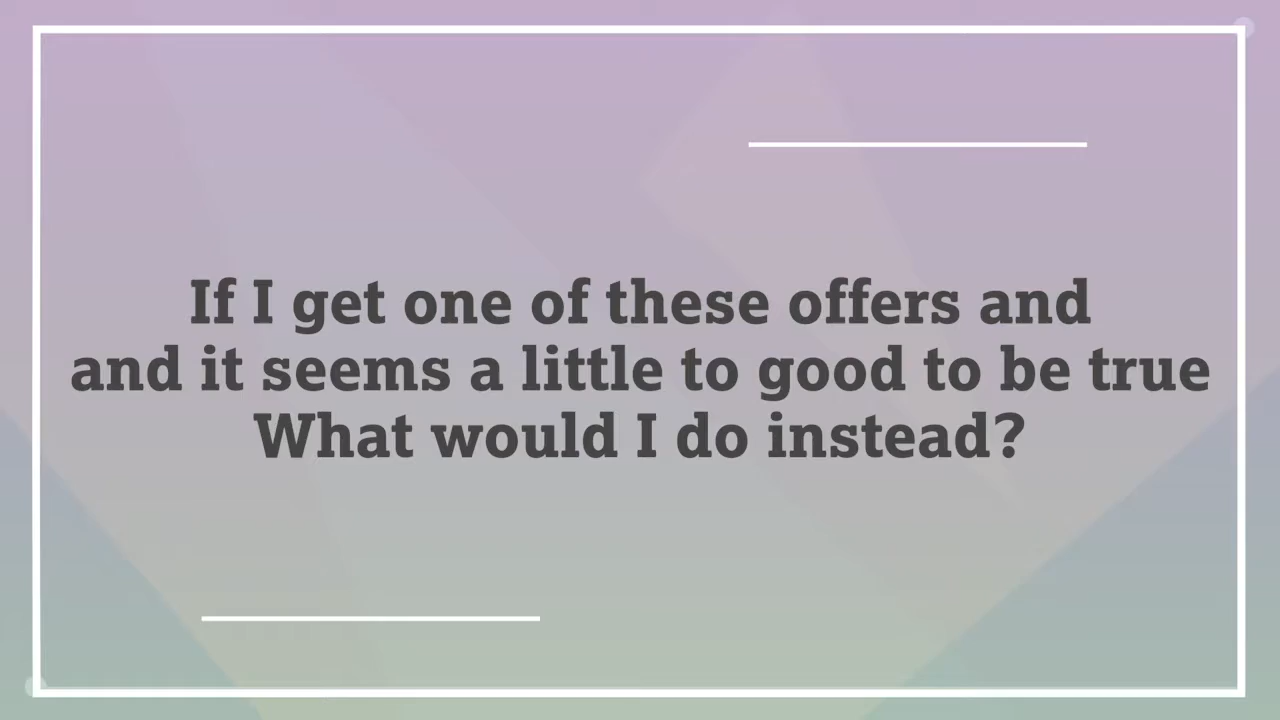 If I get one of these offers and
and it seems a little to good to be true
What would I do instead?